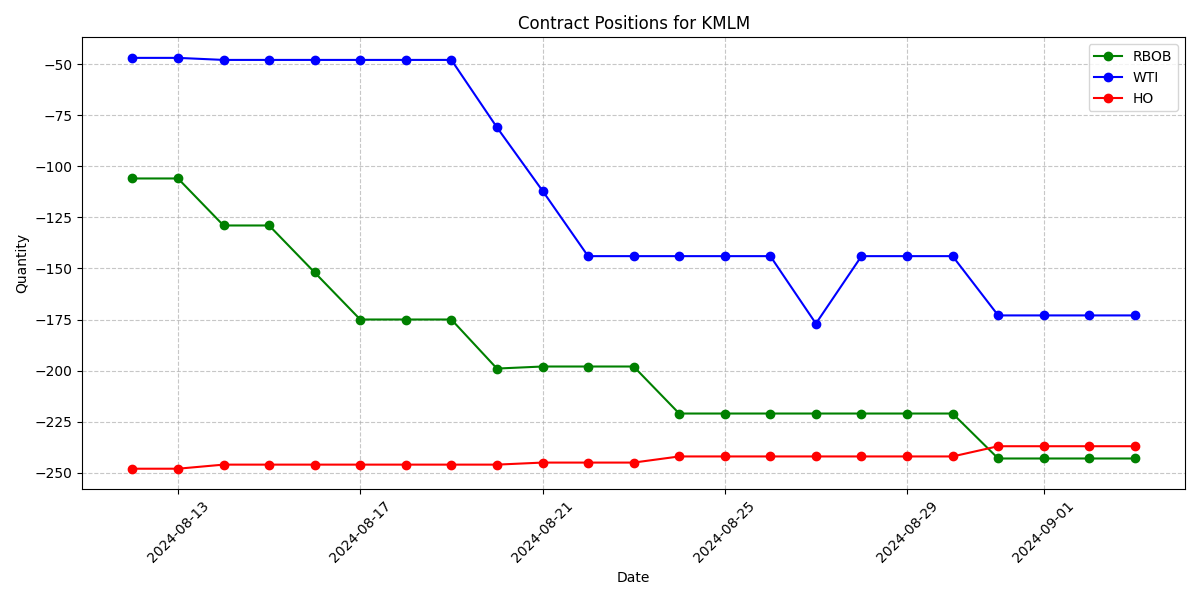 Contract Positions for KMLM
RBOB
WTI
HO
−50
−75
−100
−125
−150
−175
−200
−225
−250
Quantity
2024-08-13
2024-08-17
2024-08-21
2024-08-25
2024-08-29
2024-09-01
Date